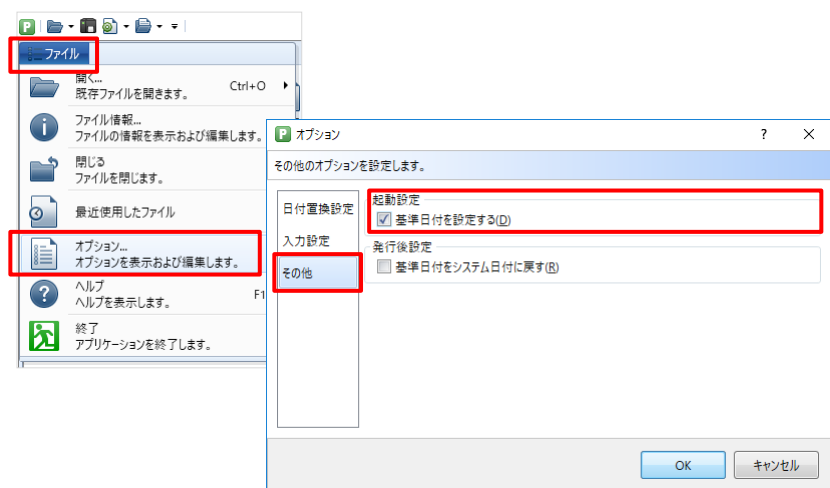 ファイル
開く...
既存ファイルを開きます。
Ctrl+O
ファイル情報...
ファイルの情報を表示および編集します。
閉じる
ファイルを閉じます。
最近使用したファイル
オプション...
オプションを表示および編集します。
ヘルプ
ヘルプを表示します。
F1
終了
アプリケーションを終了します。
P オプション
? ×
その他のオプションを設定します。
日付置換設定
入力設定
その他
起動設定
基準日付を設定する(D)
発行後設定
基準日付をシステム日付に戻す(R)
OK
キャンセル